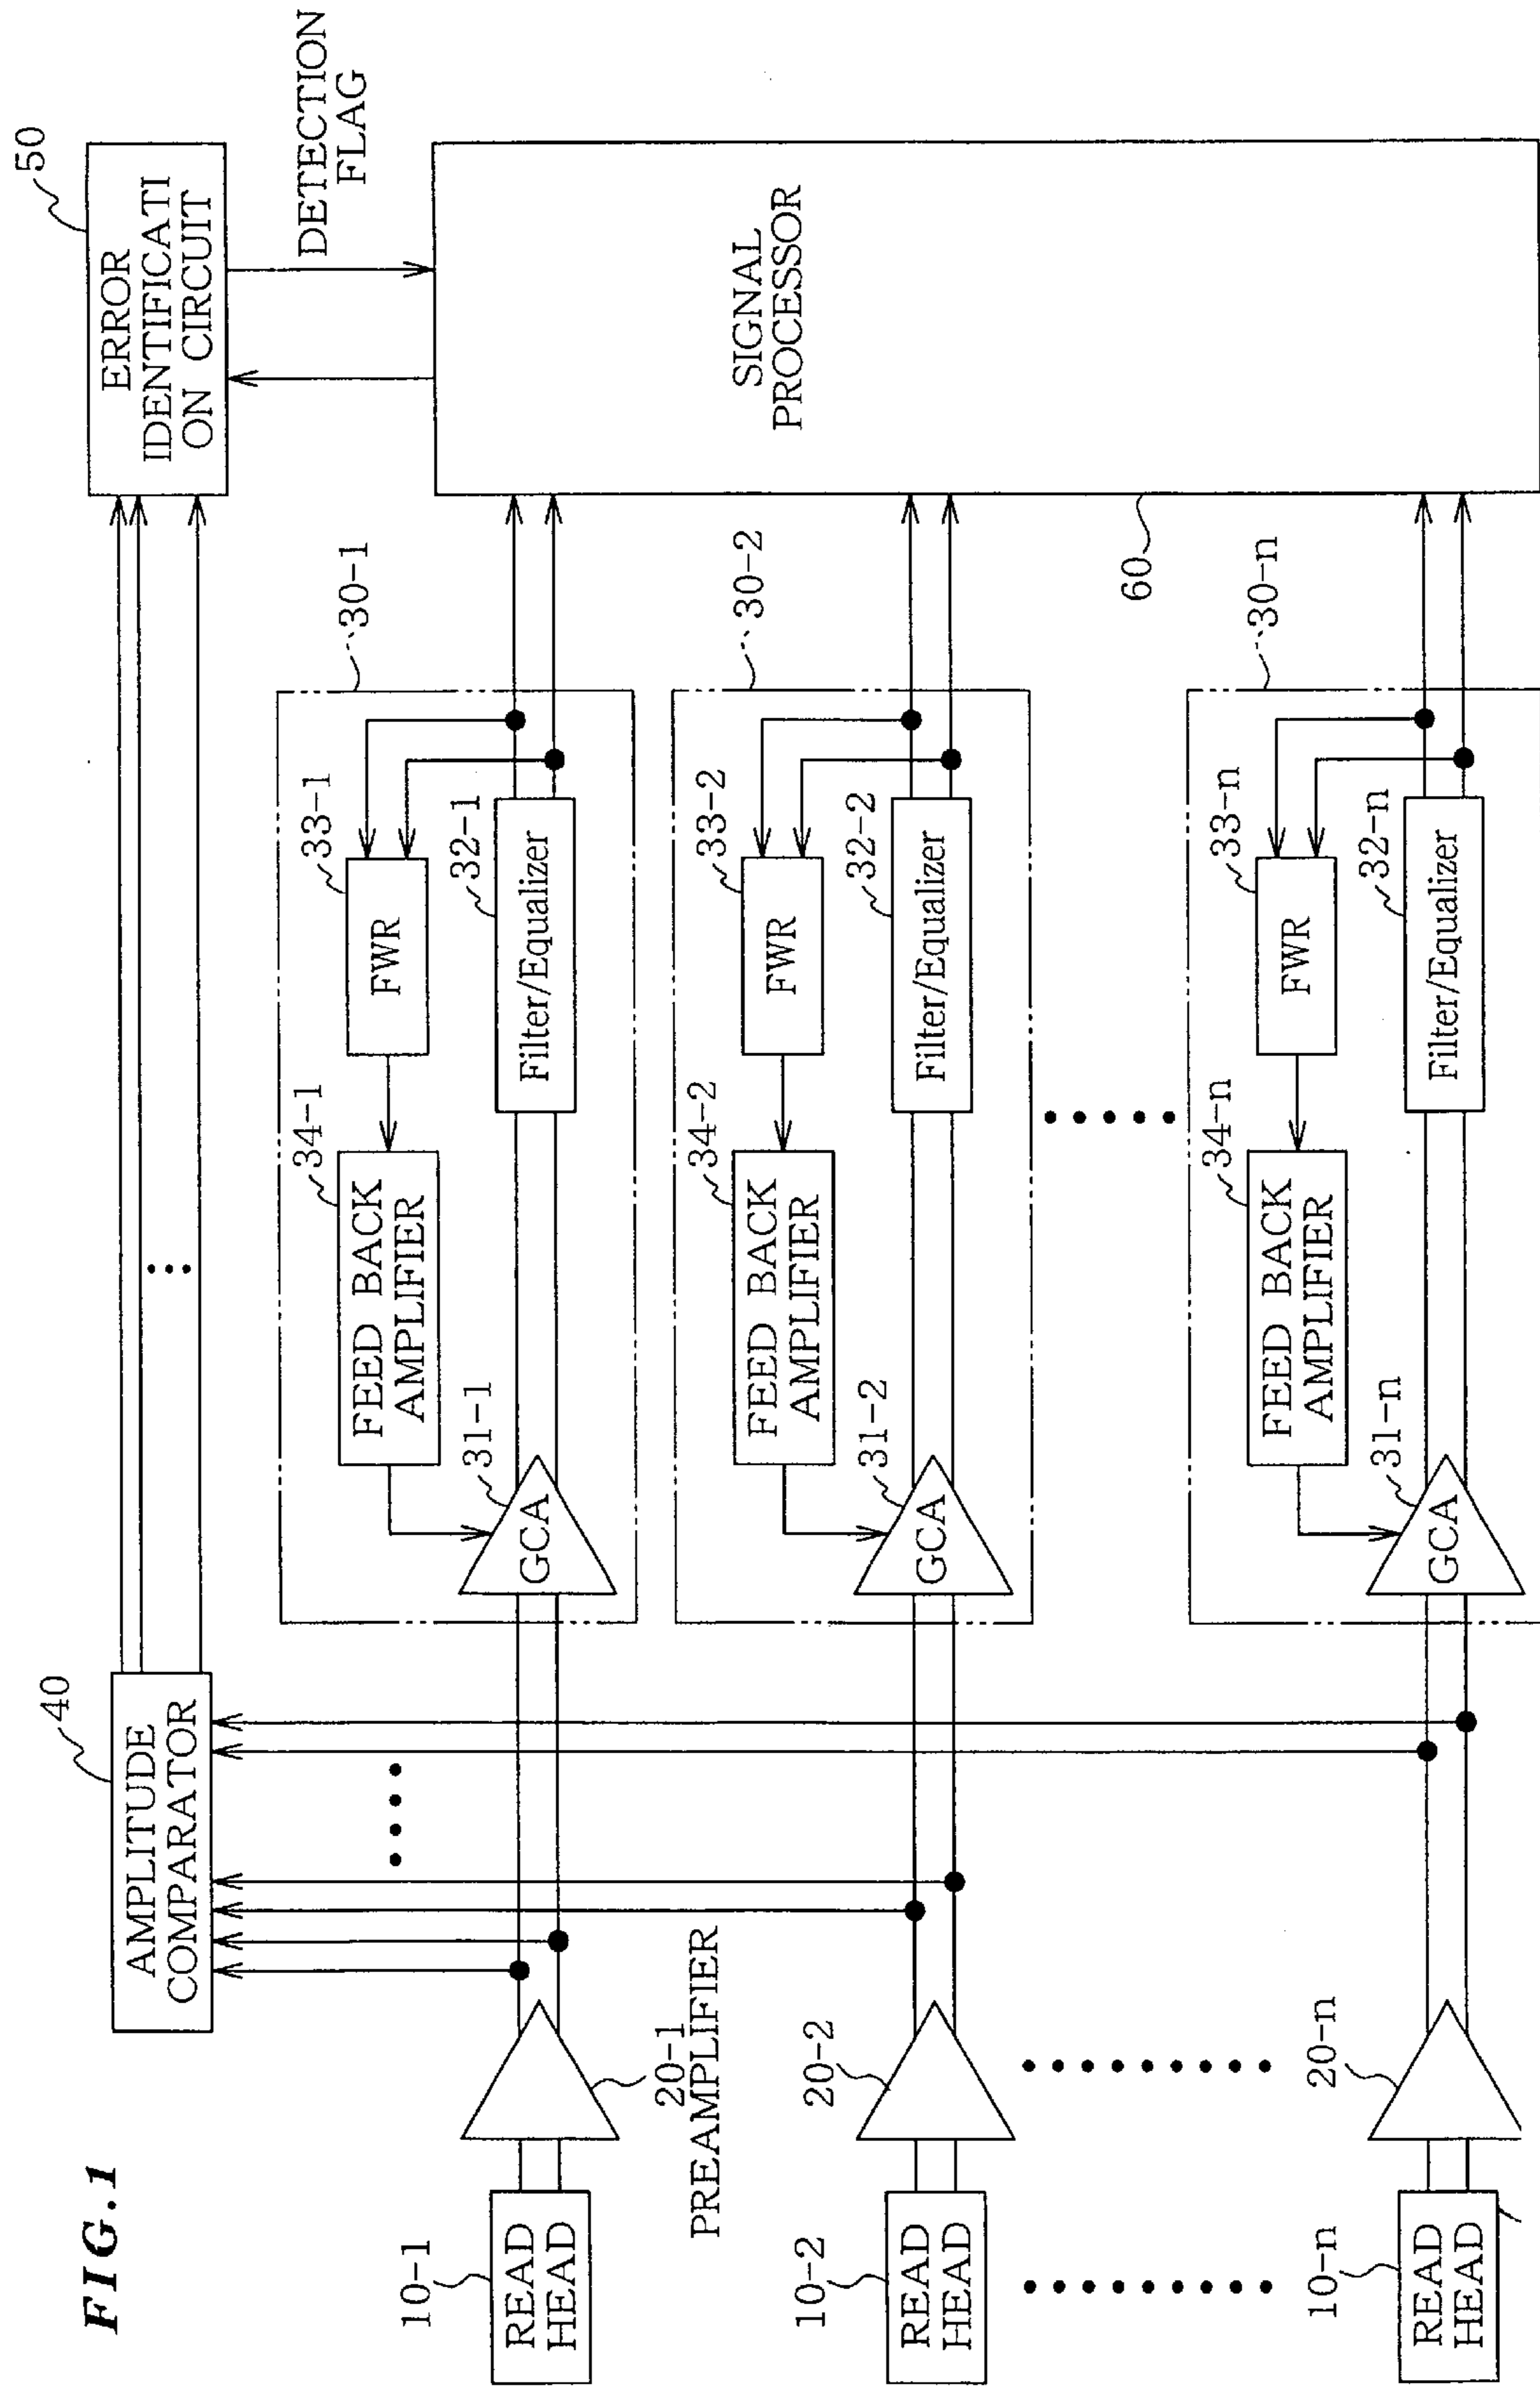 FIG.1
10-1
READ
HEAD
20-1
PREAMPLIFIER
40
AMPLITUDE
COMPARATOR
30-1
31-1
GCA
34-1
FEED BACK
AMPLIFIER
33-1
FWR
32-1
Filter/Equalizer
50
ERROR
IDENTIFICATI
ON CIRCUIT
DETECTION
FLAG
SIGNAL
PROCESSOR
60
10-2
READ
HEAD
20-2
30-2
31-2
GCA
34-2
FEED BACK
AMPLIFIER
33-2
FWR
32-2
Filter/Equalizer
10-n
READ
HEAD
20-n
30-n
31-n
GCA
34-n
FEED BACK
AMPLIFIER
33-n
FWR
32-n
Filter/Equalizer